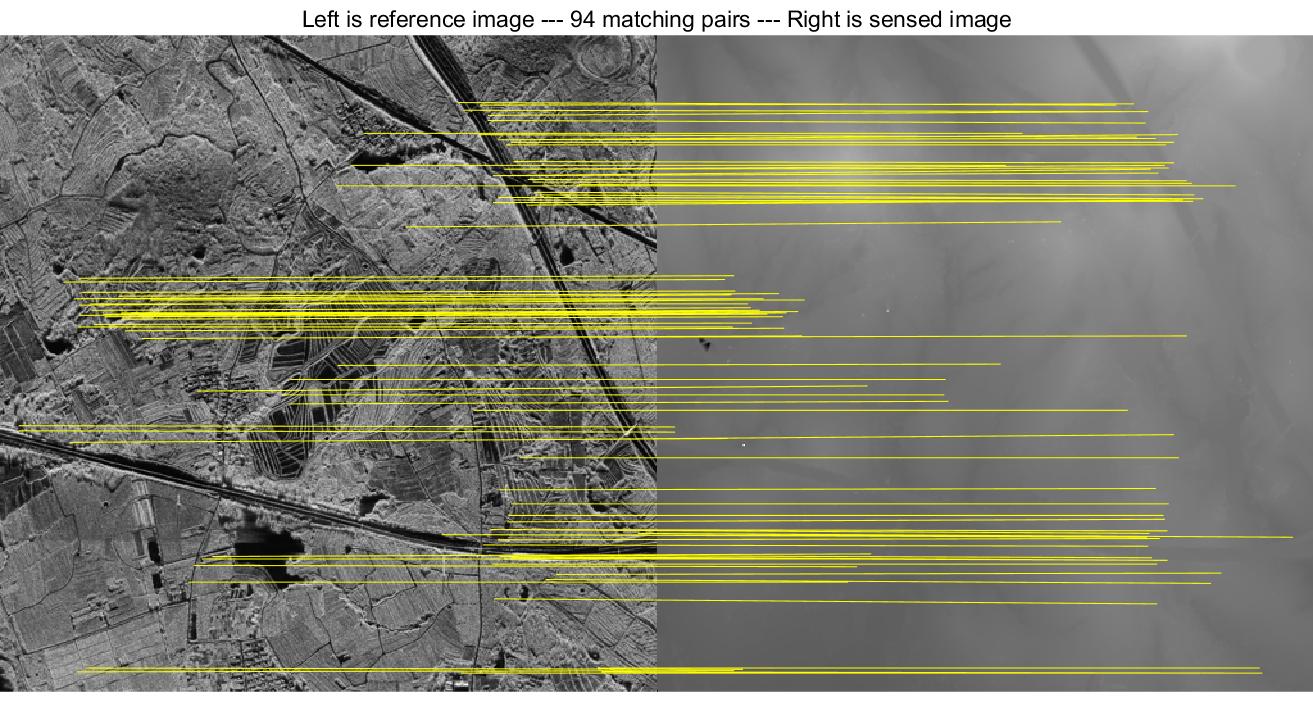 Left is reference image --- 94 matching pairs --- Right is sensed image